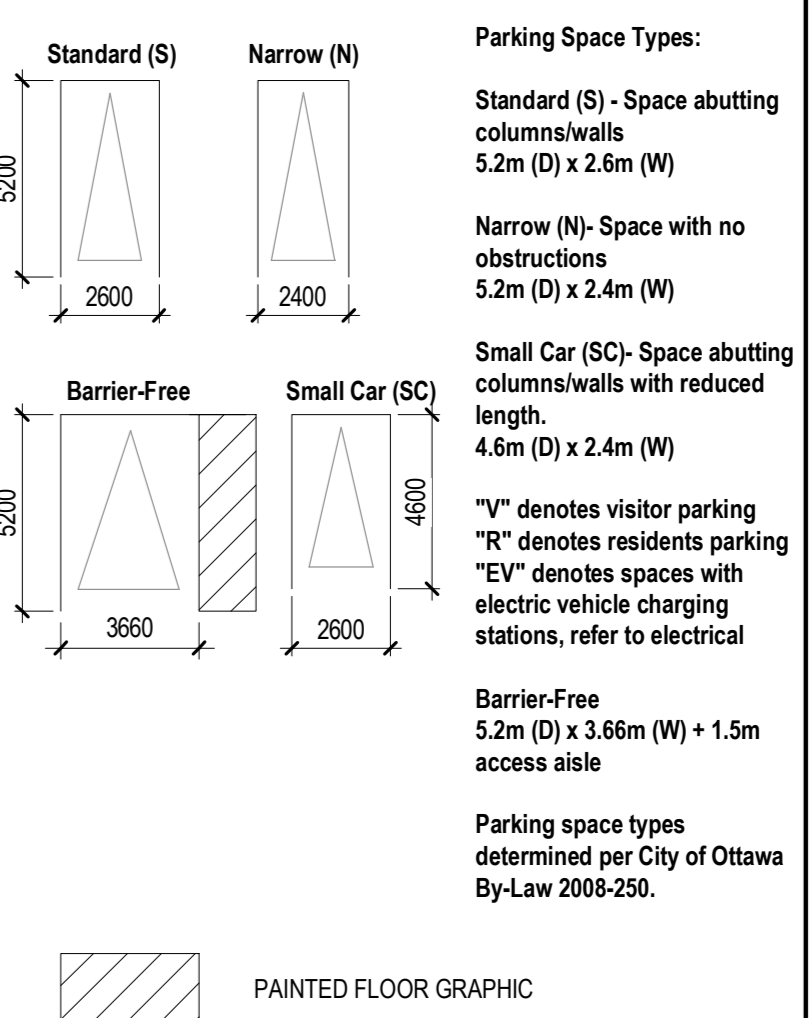 Standard (S)
Narrow (N)
5200
2600
2400
Barrier-Free
Small Car (SC)
5200
4600
3660
2600
Parking Space Types:
Standard (S) - Space abutting
columns/walls
5.2m (D) x 2.6m (W)
Narrow (N)- Space with no
obstructions
5.2m (D) x 2.4m (W)
Small Car (SC)- Space abutting
columns/walls with reduced
length.
4.6m (D) x 2.4m (W)
"V" denotes visitor parking
"R" denotes residents parking
"EV" denotes spaces with
electric vehicle charging
stations, refer to electrical
Barrier-Free
5.2m (D) x 3.66m (W) + 1.5m
access aisle
Parking space types
determined per City of Ottawa
By-Law 2008-250.
PAINTED FLOOR GRAPHIC